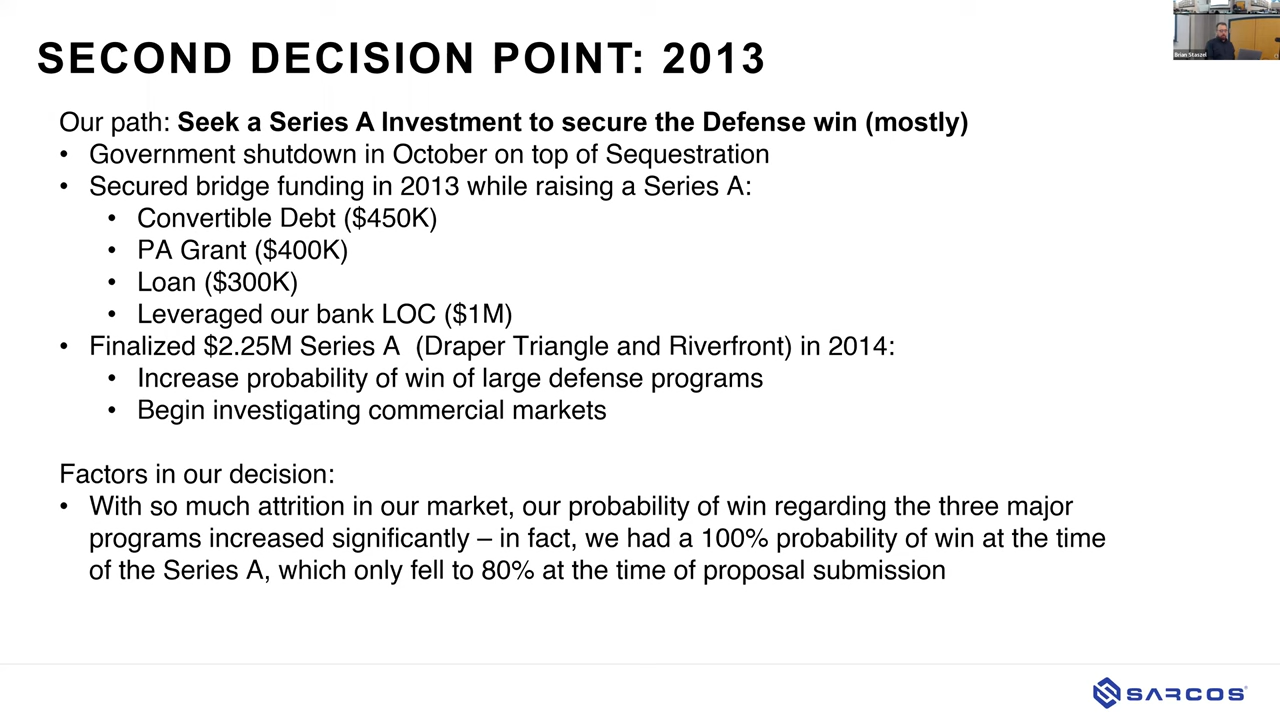 SECOND DECISION POINT: 2013
Brian Staszel
Our path: Seek a Series A Investment to secure the Defense win (mostly)
• Government shutdown in October on top of Sequestration
• Secured bridge funding in 2013 while raising a Series A:
• Convertible Debt ($450K)
• PA Grant ($400K)
• Loan ($300K)
• Leveraged our bank LOC ($1M)
• Finalized $2.25M Series A (Draper Triangle and Riverfront) in 2014:
• Increase probability of win of large defense programs
• Begin investigating commercial markets
Factors in our decision:
• With so much attrition in our market, our probability of win regarding the three major
programs increased significantly – in fact, we had a 100% probability of win at the time
of the Series A, which only fell to 80% at the time of proposal submission
SARCOS